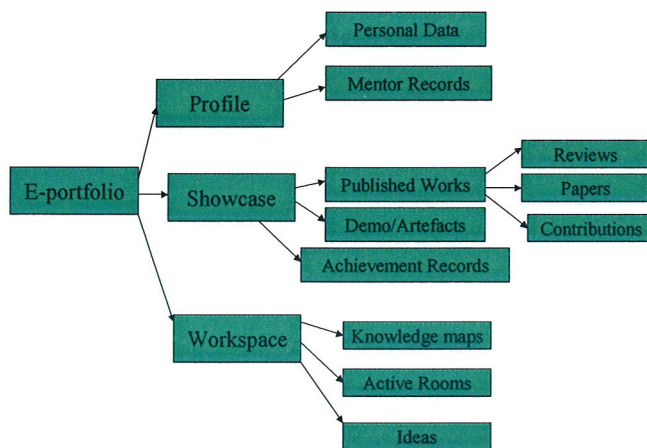 Personal Data
Mentor Records
Profile
Reviews
E-portfolio
Showcase
Published Works
Papers
Demo/Artefacts
Contributions
Achievement Records
Workspace
Knowledge maps
Active Rooms
Ideas